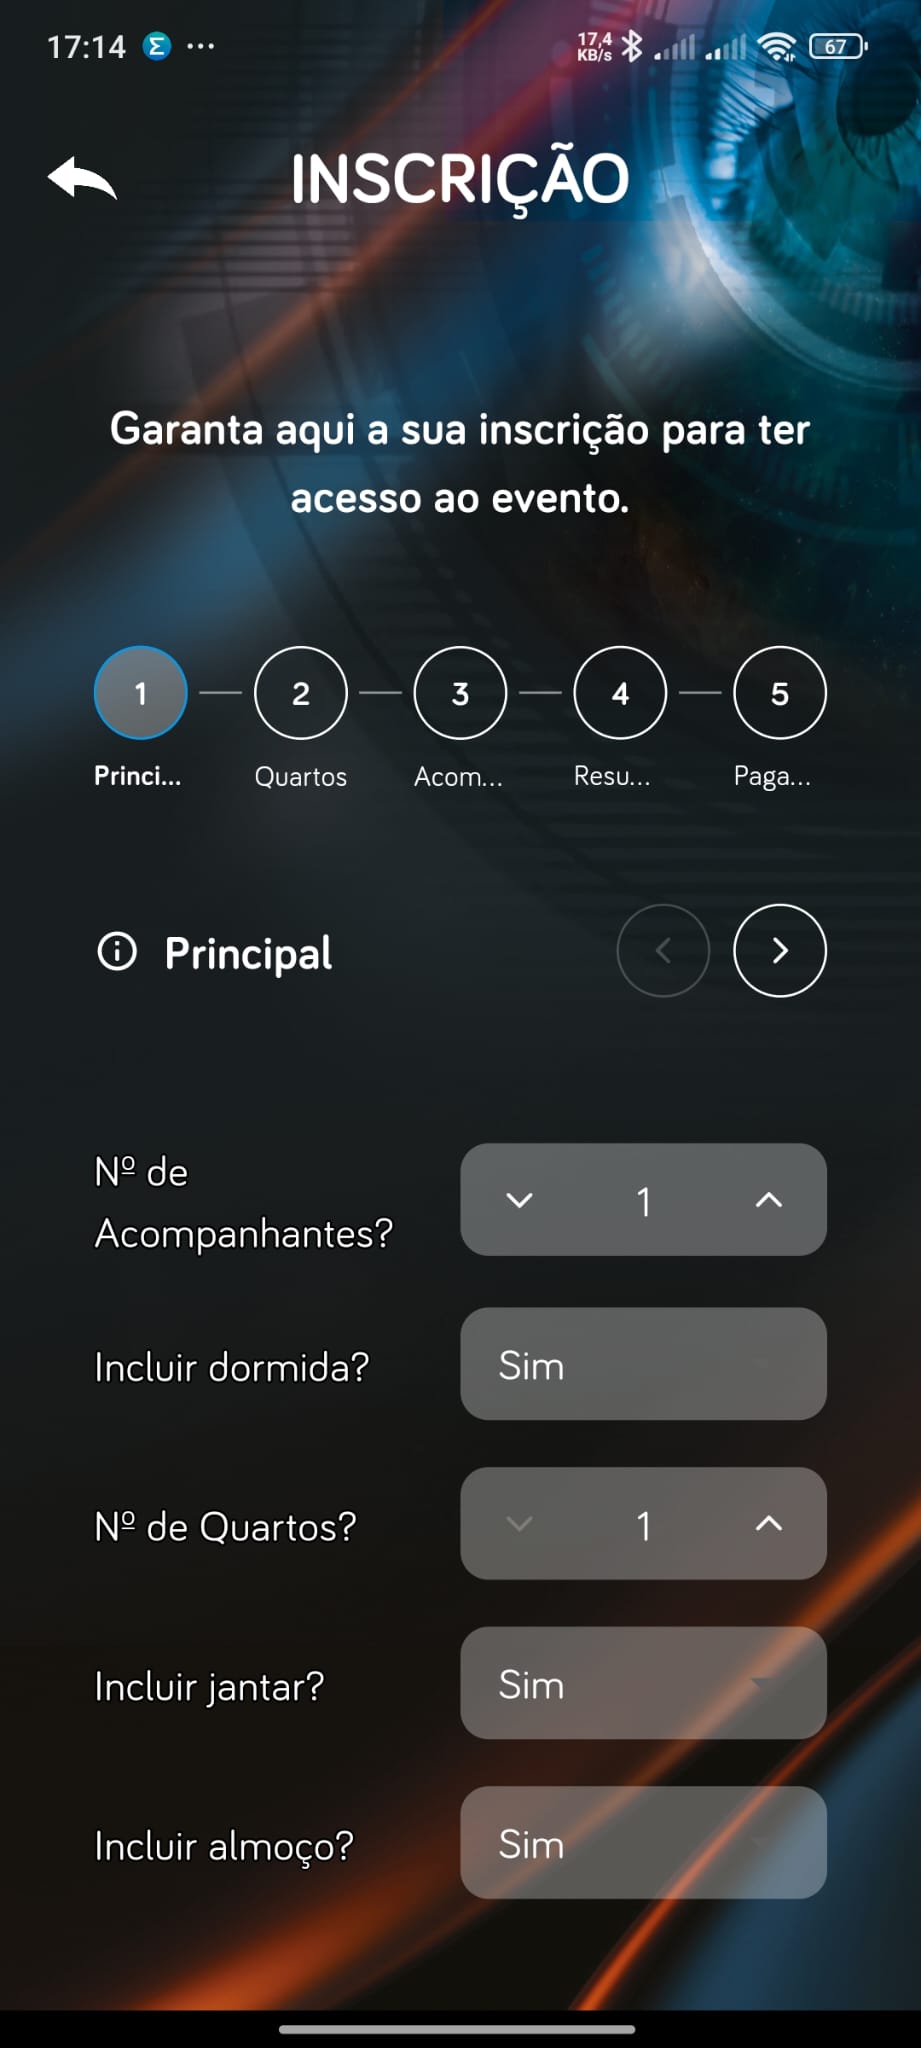 17:14 Σ ... 17,4 KB/s 67
INSCRIÇÃO
Garanta aqui a sua inscrição para ter
acesso ao evento.
1 2 3 4 5
Princi... Quartos Acom... Resu... Paga...
Principal
Nº de
Acompanhantes? 1
Incluir dormida? Sim
Nº de Quartos? 1
Incluir jantar? Sim
Incluir almoço? Sim